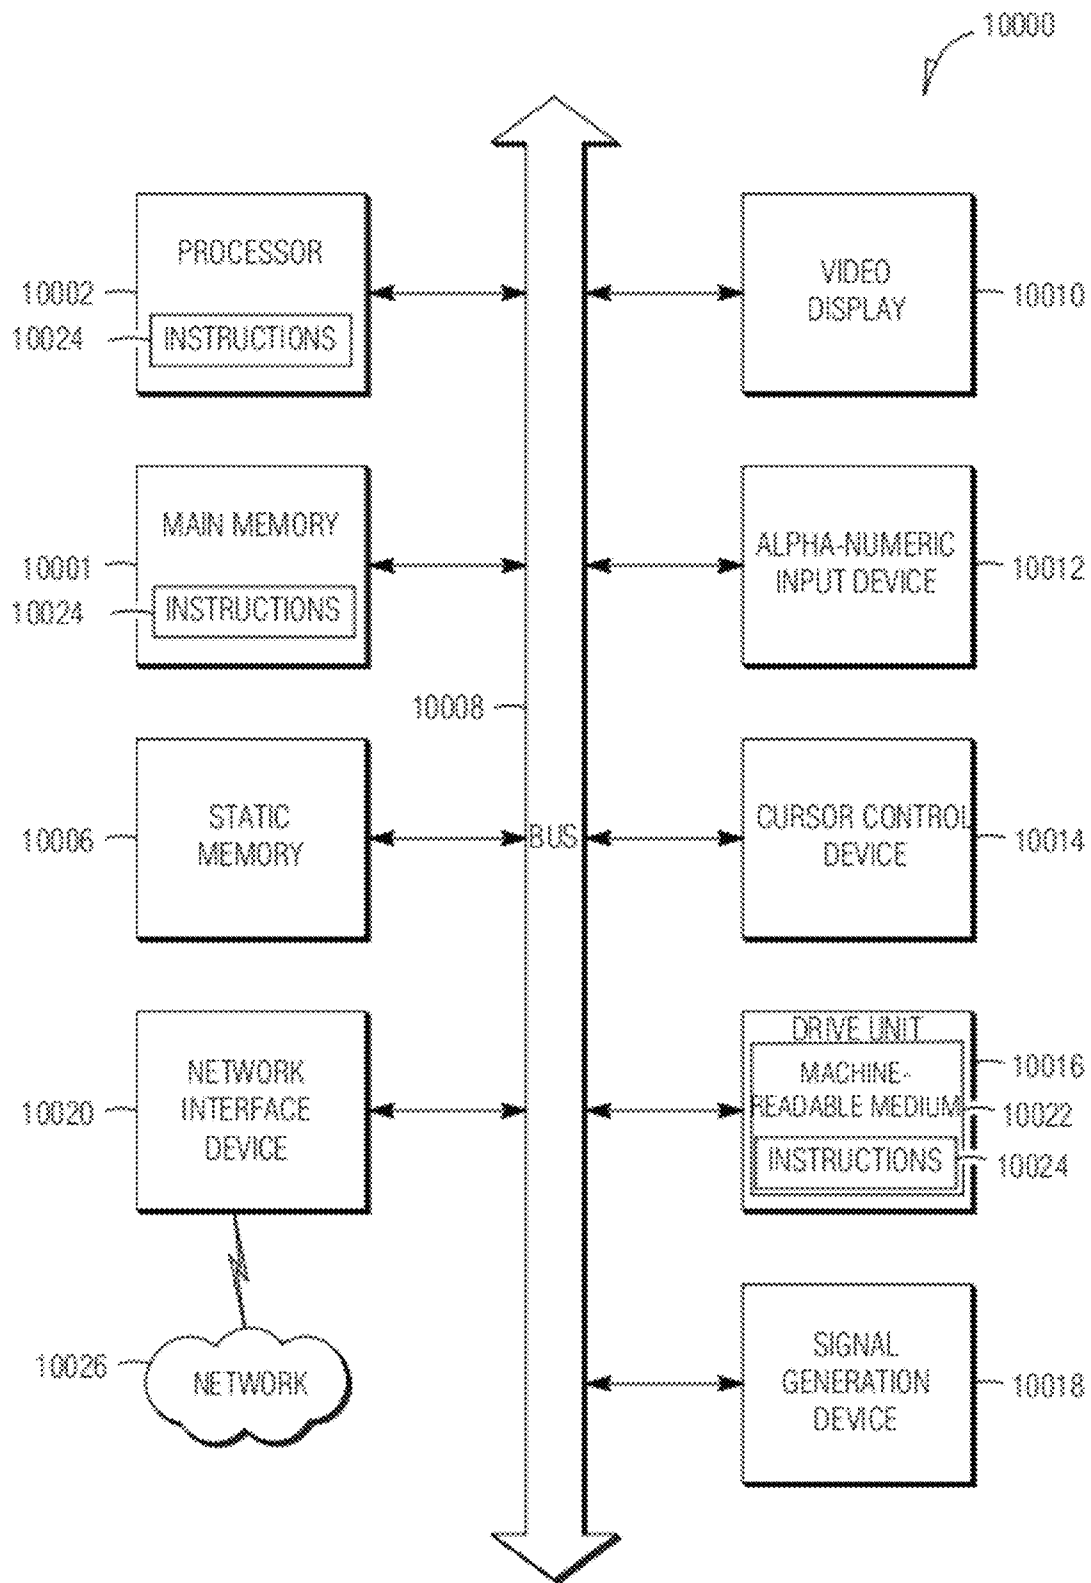 10000
PROCESSOR
10002
10024
INSTRUCTIONS
VIDEO
DISPLAY
10010
MAIN MEMORY
10001
10024
INSTRUCTIONS
ALPHA-NUMERIC
INPUT DEVICE
10012
10008
STATIC
MEMORY
10006
BUS
CURSOR CONTROL
DEVICE
10014
NETWORK
INTERFACE
DEVICE
10020
DRIVE UNIT
10016
MACHINE-
READABLE MEDIUM
10022
INSTRUCTIONS
10024
10026
NETWORK
SIGNAL
GENERATION
DEVICE
10018